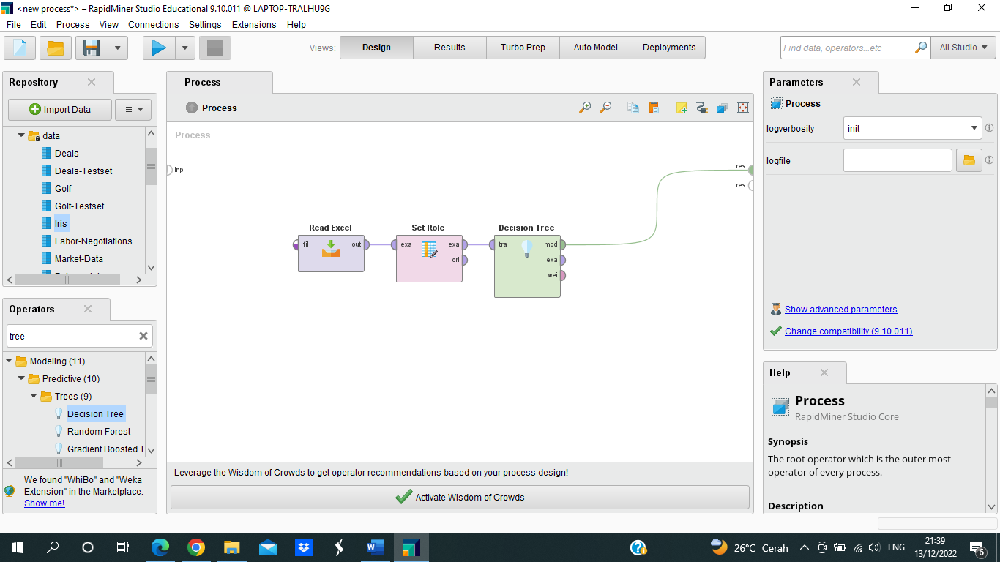 <new process*> – RapidMiner Studio Educational 9.10.011 @ LAPTOP-TRALHU9G
File Edit Process View Connections Settings Extensions Help
Views: Design Results Turbo Prep Auto Model Deployments
Find data, operators...etc
All Studio
Repository
Import Data
data
Deals
Deals-Testset
Golf
Golf-Testset
Iris
Labor-Negotiations
Market-Data
Operators
tree
Modeling (11)
Predictive (10)
Trees (9)
Decision Tree
Random Forest
Gradient Boosted T
We found "WhiBo" and "Weka
Extension" in the Marketplace.
Show me!
Process
Process
Process
inp
res
res
Read Excel
fil out
Set Role
exa exa
ori
Decision Tree
tra mod
exa
wei
Leverage the Wisdom of Crowds to get operator recommendations based on your process design!
Activate Wisdom of Crowds
Parameters
Process
logverbosity init
logfile
Show advanced parameters
Change compatibility (9.10.011)
Help
Process
RapidMiner Studio Core
Synopsis
The root operator which is the outer most
operator of every process.
Description
26°C Cerah
ENG
21:39
13/12/2022
6